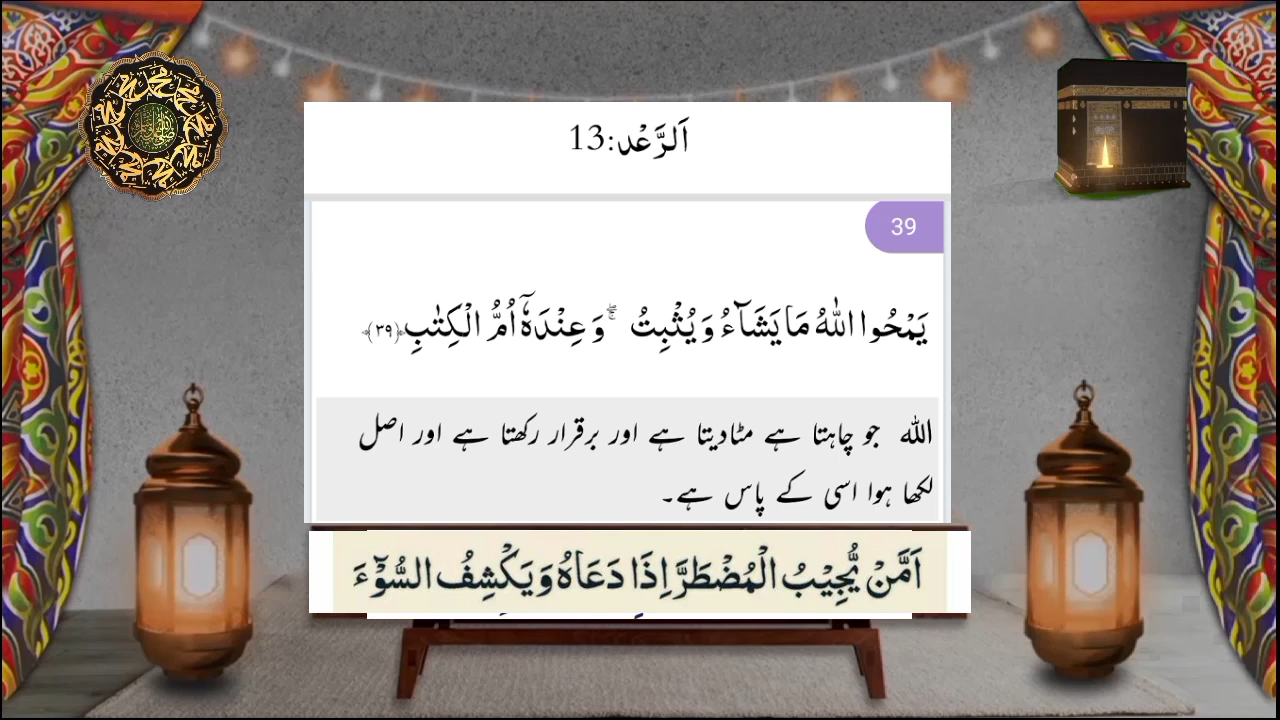 اَلرَّعْد:13
39
يَمْحُوا اللّٰهُ مَا يَشَآءُ وَ يُثْبِتُ ۚۖ وَ عِنْدَهٗۤ اُمُّ الْكِتٰبِ(۳۹)
اللہ جو چاہتا ہے مٹادیتا ہے اور برقرار رکھتا ہے اور اصل
لکھا ہوا اسی کے پاس ہے۔
اَمَّنْ يُّجِيْبُ الْمُضْطَرَّ اِذَا دَعَاهُ وَ يَكْشِفُ السُّوْٓءَ